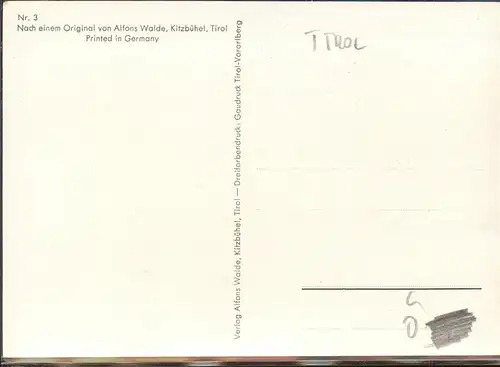 Nr. 3
Nach einem Original von Alfons Walde, Kitzbühel, Tirol
Printed in Germany
Verlag Alfons Walde, Kitzbühel, Tirol — Dreifarbendruck: Gaudruck Tirol-Vorarlberg
T TIROL